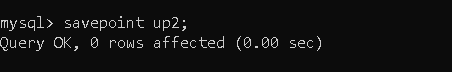 mysql> savepoint up2;
Query OK, 0 rows affected (0.00 sec)